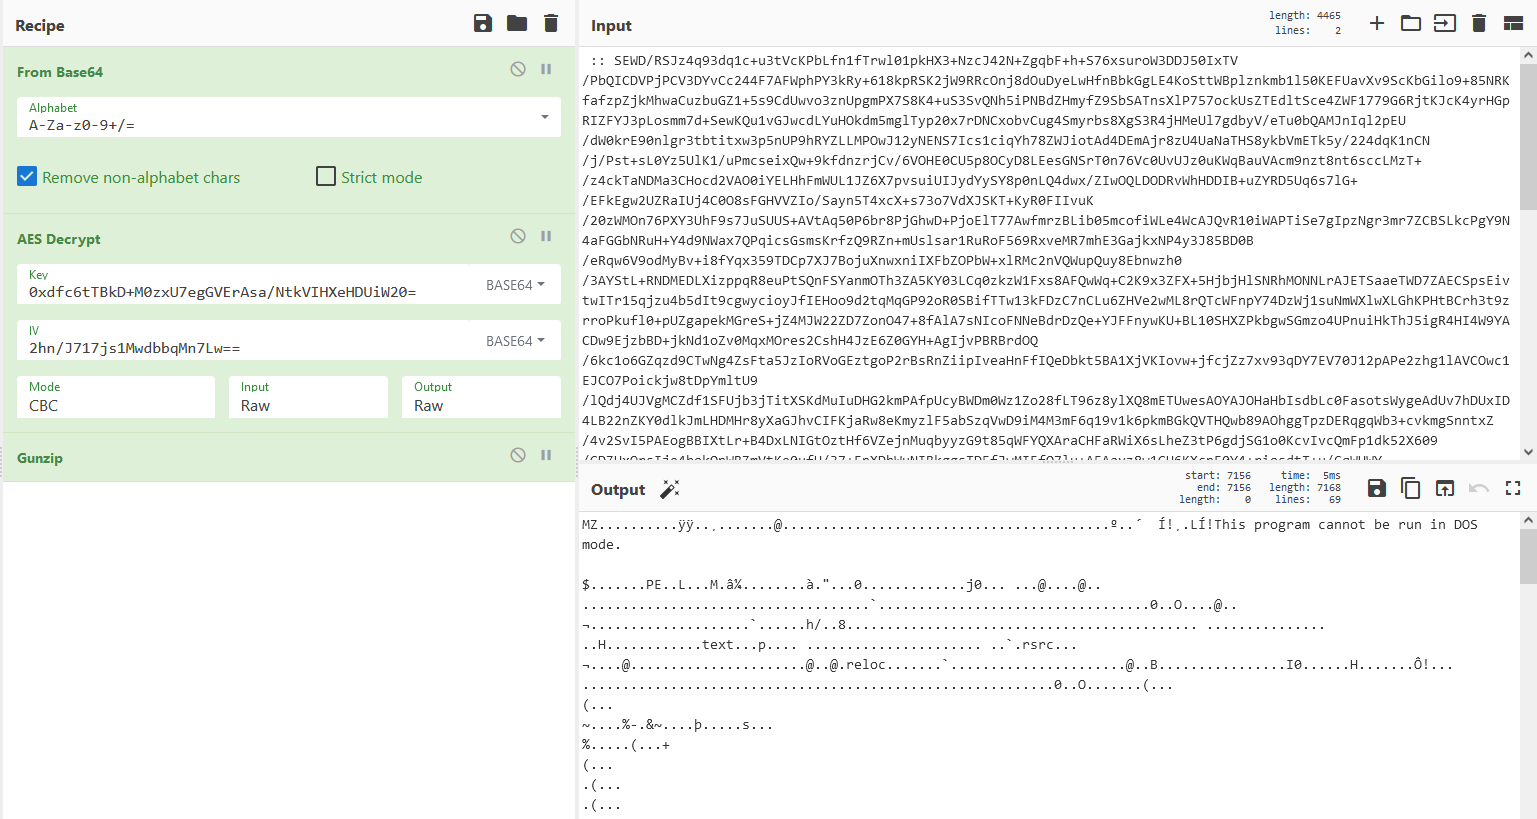 Recipe
From Base64
Alphabet
A-Za-z0-9+/=
Remove non-alphabet chars
Strict mode
AES Decrypt
Key
0xdfc6tTBkD+M0zxU7egGVErAsa/NtkVIHXeHDUiW20=
BASE64
IV
2hn/J717js1MwdbbqMn7Lw==
BASE64
Mode
CBC
Input
Raw
Output
Raw
Gunzip
Input
length: 4465
lines: 2
:: SEWD/RSJz4q93dq1c+u3tVcKPbLfn1fTrwl01pkHX3+NzcJ42N+ZgqbF+h+S76xsuroW3DDJ50IxTV
/PbQICDVPjPCV3DYvCc244F7AFWphPY3kRy+618kpRSK2jW9RRcOnj8dOuDyeLwHfnBbkGgLE4KoSttWBplznkmb1l50KEFUavXv9ScKbGilo9+85NRK
fafzpZjkMhwaCuzbuGZ1+5s9CdUwvo3znUpgmPX7S8K4+uS3SvQNh5iPNBdZHmyfZ9SbSATnsXlP757ockUsZTEdltSce4ZWF1779G6RjtKJcK4yrHGp
RIZFYJ3pLosmm7d+SewKQu1vGJwcdLYuHOkdm5mglTyp20x7rDNCxobvCug4Smyrbs8XgS3R4jHMeUl7gdbyV/eTu0bQAMJnIql2pEU
/dW0krE90nlgr3tbtitxw3p5nUP9hRYZLLMPOwJ12yNENS7Ics1ciqYh78ZWJiotAd4DEmAjr8zU4UaNaTHS8ykbVmETk5y/224dqK1nCN
/j/Pst+sL0Yz5UlK1/uPmcseixQw+9kfdnzrjCv/6VOHE0CU5p8OCyD8LEesGNSrT0n76Vc0UvUJz0uKWqBauVAcm9nzt8nt6sccLMzT+
/z4ckTaNDMa3CHocd2VAO0iYELHhFmWUL1JZ6X7pvsuiUIJydYySY8p0nLQ4dwx/ZIwOQLDODRvWhHDDIB+uZYRD5Uq6s7lG+
/EFkEgw2UZRaIUj4C0O8sFGHVVZIo/Sayn5T4xcX+s73o7VdXJSKT+KyR0FIIvuK
/20zWMOn76PXY3UhF9s7JuSUUS+AVtAq50P6br8PjGhwD+PjoElT77AwfmrzBLib05mcofiWLe4WcAJQvR10iWAPTiSe7gIpzNgr3mr7ZCBSLkcPgY9N
4aFGGbNRuH+Y4d9NWax7QPqicsGsmsKrfzQ9RZn+mUslsar1RuRoF569RxveMR7mhE3GajkxNP4y3J85BD0B
/eRqw6V9odMyBv+i8fYqx359TDCp7XJ7BojuXnwxniIXFbZOPbW+xlRMc2nVQWupQuy8Ebnwzh0
/3AYStL+RNDMEDLXizppqR8euPtSQnFSYanmOTh3ZA5KY03LCq0zkzW1Fxs8AFQwWq+C2K9x3ZFX+5HjbjHlSNRhMONNLrAJETSaaeTWD7ZAECSpsEiv
twITr15qjzu4b5dIt9cgwycioyJfIEHoo9d2tqMqGP92oR0SBifTTw13kFDzC7nCLu6ZHVe2wML8rQTcWFnpY74DzWj1suNmWXlwXLGhKPHtBCrh3t9z
rroPkufl0+pUZgapekMGreS+jZ4MJW22ZD7ZonO47+8fAlA7sNIcoFNNeBdrDzQe+YJFFnywKU+BL10SHXZPkbgwSGmzo4UPnuiHkThJ5igR4HI4W9YA
CDw9EjzbBD+jkNd1oZv0MqxMOres2CshH4JzE6Z0GYH+AgIjvPBRBrdOQ
/6kc1o6GZqzd9CTwNg4ZsFta5JzIoRVoGEztgoP2rBsRnZiipIveaHnFfIQeDbkt5BA1XjVKIovw+jfcjZz7xv93qDY7EV70J12pAPe2zhg1lAVCOwc1
EJCO7Poickjw8tDpYmltU9
/lQdj4UJVgMCZdf1SFUjb3jTitXSKdMuIuDHG2kmPAfpUcyBWDm0Wz1Zo28fLT96z8ylXQ8mETUwesAOYAJOHaHbIsdbLc0FasotsWygeAdUv7hDUxID
4LB22nZKY0dlkJmLHDMHr8yXaGJhvCIFKjaRw8eKmyzlF5abSzqVwD9iM4M3mF6q19v1k6pkmBGkQVTHQwb89AOhggTpzDERqgqWb3+cvkmgSnntxZ
/4v2SvI5PAEogBBIXtLr+B4DxLNIGtOztHf6VZejnMuqbyyzG9t85qWFYQXAraCHFaRWiX6sLheZ3tP6gdjSG1o0KcvIvcQmFp1dk52X609
Output
start: 7156
end: 7156
length: 0
time: 5ms
length: 7168
lines: 69
MZ..........ÿÿ..¸.......@........................................º..´ Í!¸.LÍ!This program cannot be run in DOS
mode.
$.......PE..L...M.â¾........à."...0.............j0... ...@....@..
....................................`..................................0..O....@..
¬....................`......h/..8............................................ ...............
..H............text...p.... ...................... ..`.rsrc...
¬....@......................@..@.reloc.......`......................@..B................I0......H.......Ô!...
...........................................................0..O.......(...
(...
~....%-.&~....þ.....s...
%.....(...+
(...
.(...
.(...